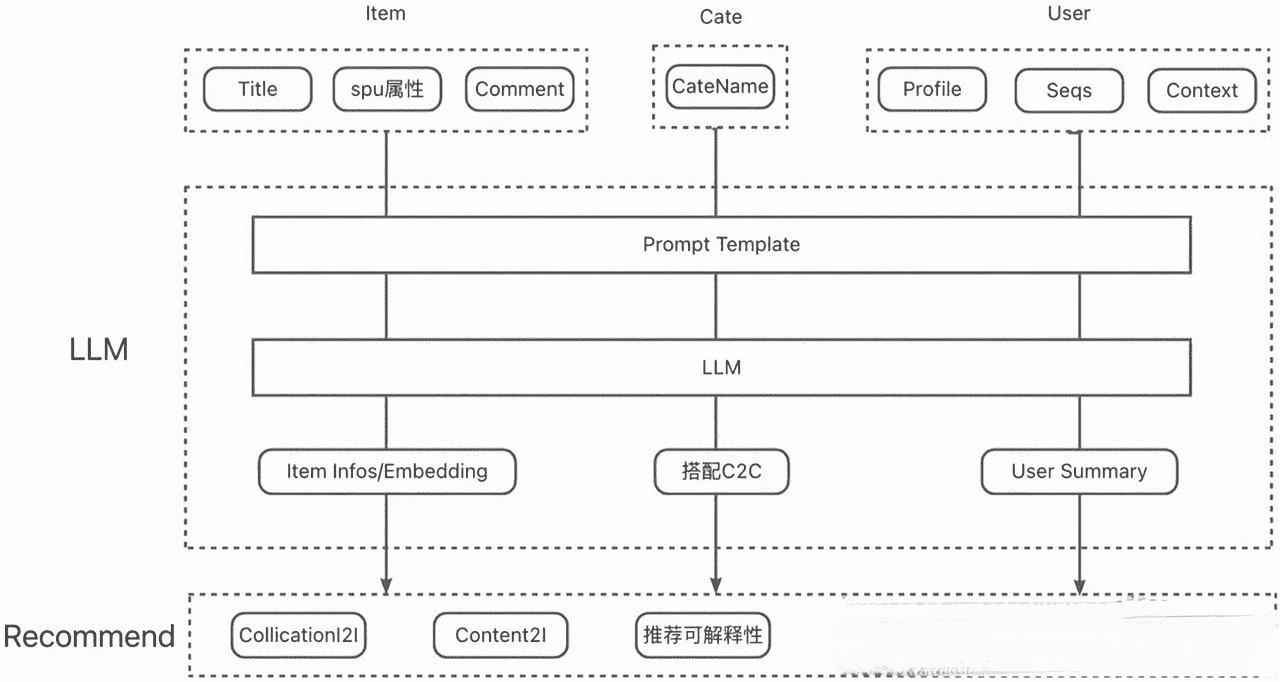 Item
Cate
User
Title
spu属性
Comment
CateName
Profile
Seqs
Context
Prompt Template
LLM
LLM
Item Infos/Embedding
搭配C2C
User Summary
Recommend
CollicationI2I
Content2I
推荐可解释性